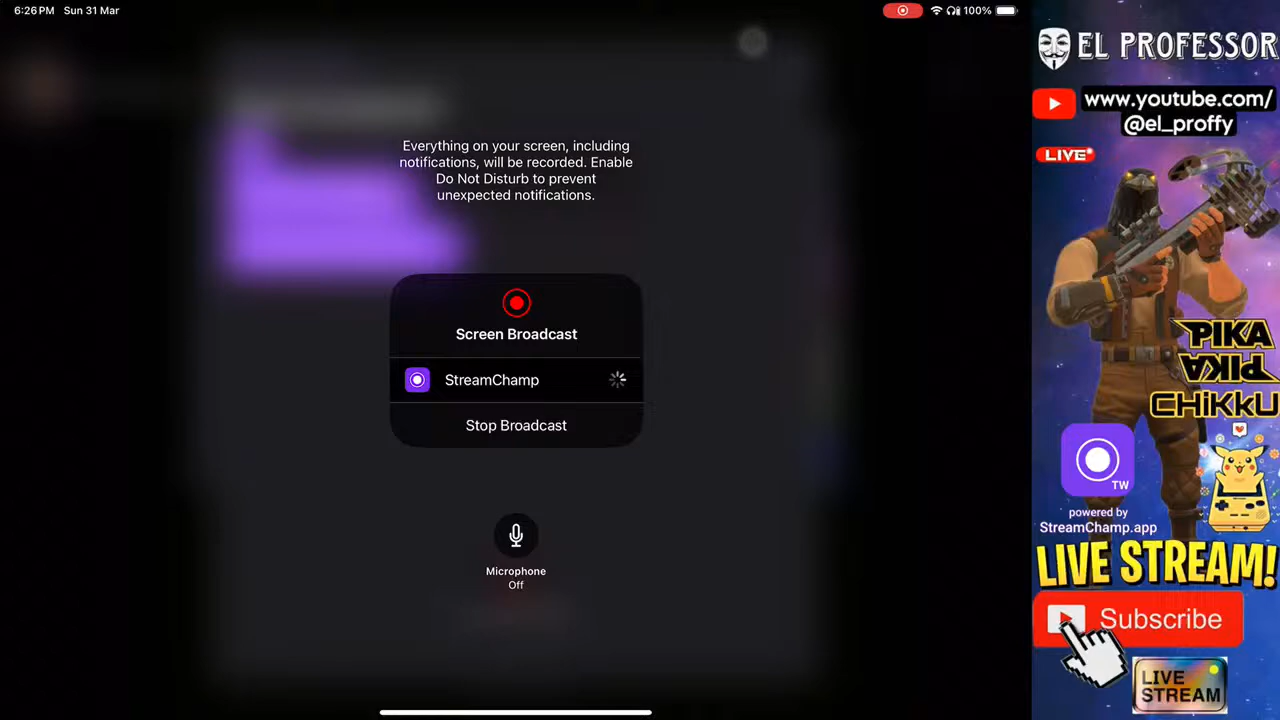 6:26PM Sun 31 Mar
100%
Everything on your screen, including
notifications, will be recorded. Enable
Do Not Disturb to prevent
unexpected notifications.
Screen Broadcast
StreamChamp
Stop Broadcast
Microphone
Off
EL PROFESSOR
www.youtube.com/
@el_proffy
LIVE
PIKA
PIKA
CHIKKU
TW
powered by
StreamChamp.app
LIVE STREAM!
Subscribe
LIVE
STREAM